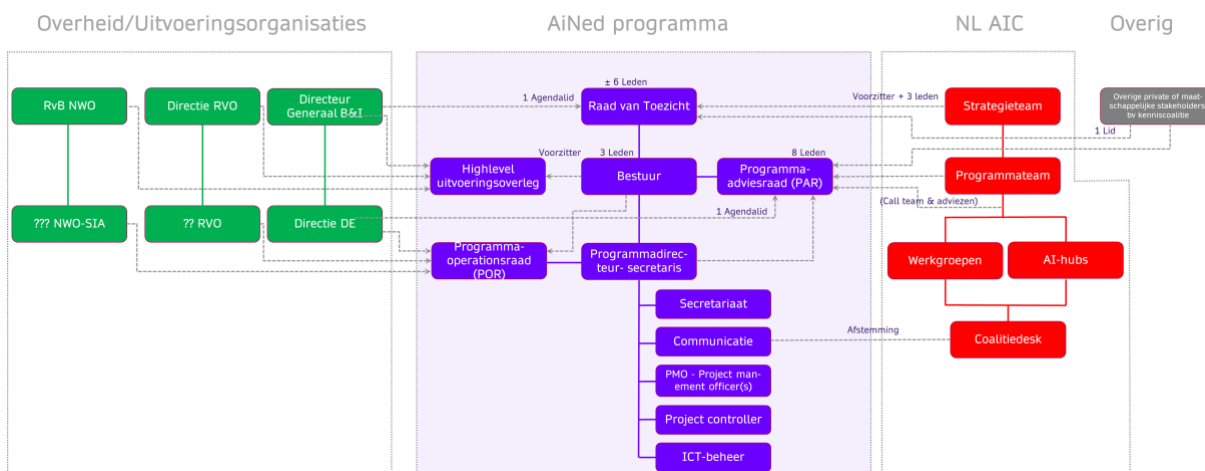 Overheid/Uitvoeringsorganisaties
AiNed programma
NL AIC
Overig
± 6 Leden
RvB NWO
Directie RVO
Directeur
Generaal B&I
1 Agendalid
Raad van Toezicht
Voorzitter + 3 leden
Strategieteam
Overige private of maat-
schappelijke stakeholders
bv kenniscoalitie
1 Lid
Voorzitter
3 Leden
8 Leden
Highlevel
uitvoeringsoverleg
Bestuur
Programma-
adviesraad (PAR)
Programmateam
(Call team & adviezen)
??? NWO-SIA
?? RVO
Directie DE
1 Agendalid
Programma-
operationsraad
(POR)
Programmadirec-
teur- secretaris
Werkgroepen
AI-hubs
Secretariaat
Communicatie
Afstemming
Coalitiedesk
PMO - Project man-
ement officer(s)
Project controller
ICT-beheer